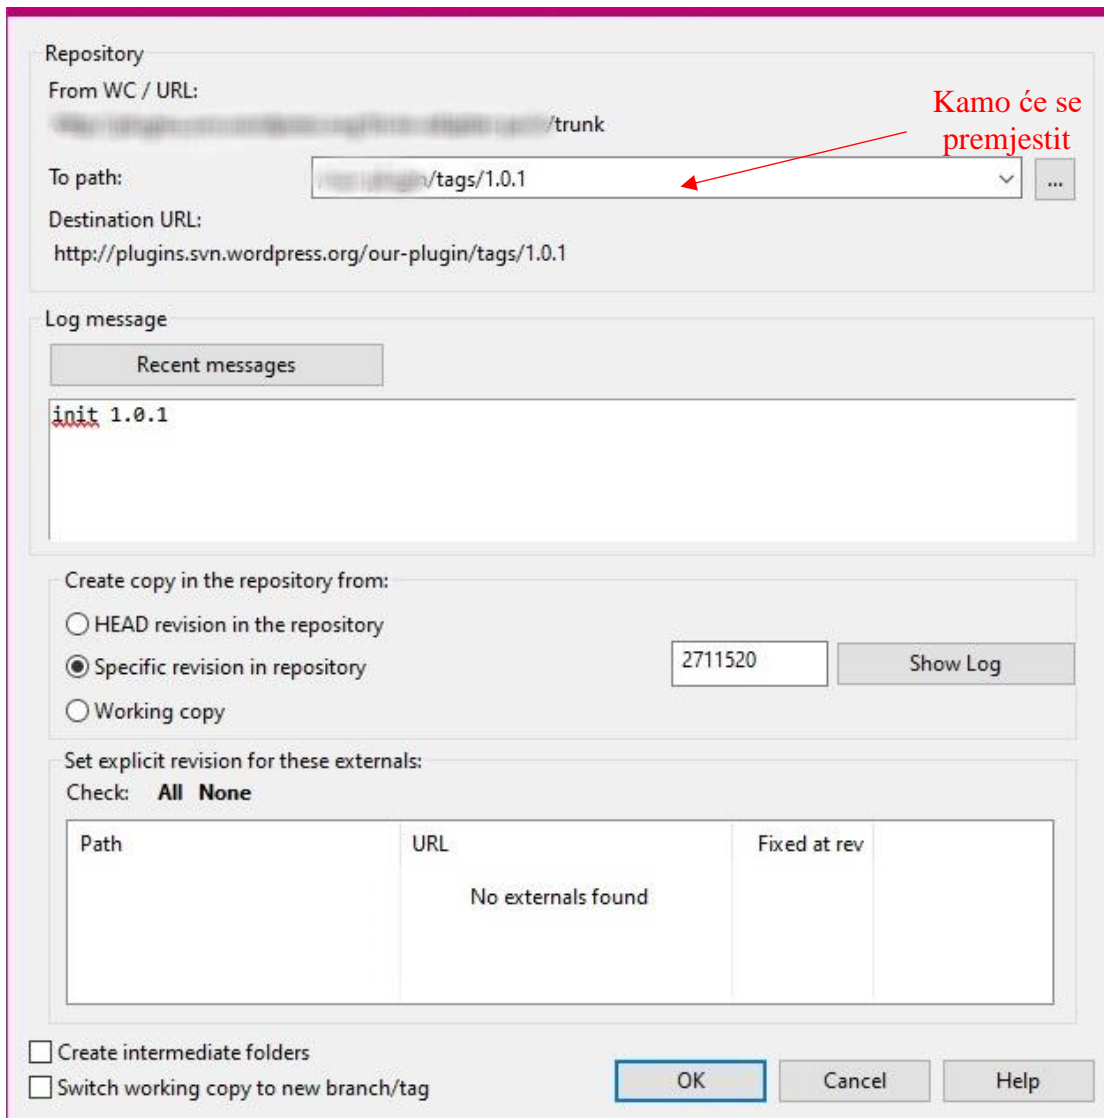 Repository
From WC / URL:
/trunk
Kamo će se
premjestit
To path:
/tags/1.0.1
...
Destination URL:
http://plugins.svn.wordpress.org/our-plugin/tags/1.0.1
Log message
Recent messages
init 1.0.1
Create copy in the repository from:
HEAD revision in the repository
Specific revision in repository
2711520
Show Log
Working copy
Set explicit revision for these externals:
Check: All None
Path URL Fixed at rev
No externals found
Create intermediate folders
Switch working copy to new branch/tag
OK Cancel Help